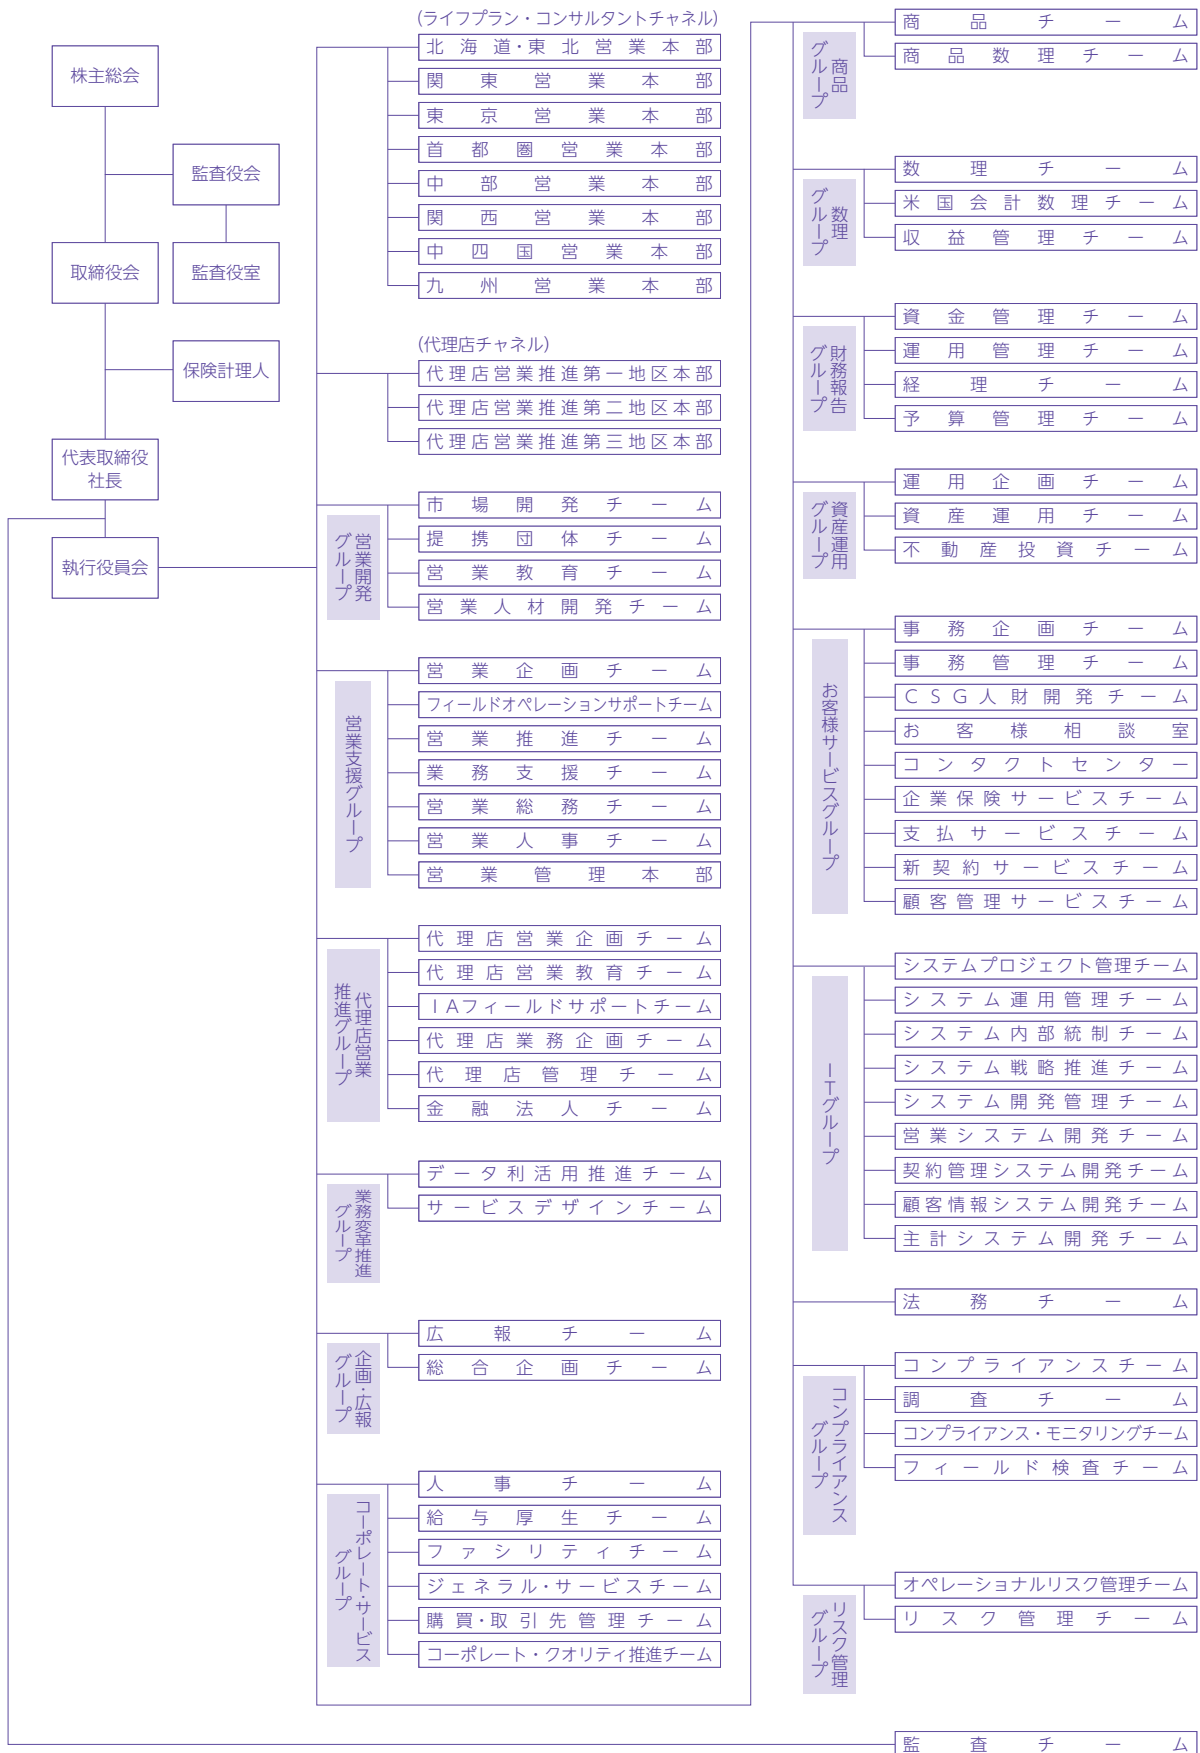 株主総会
監査役会
取締役会
監査役室
保険計理人
代表取締役
社長
執行役員会
(ライフプラン・コンサルタントチャネル)
北海道・東北営業本部
関東営業本部
東京営業本部
首都圏営業本部
中部営業本部
関西営業本部
中四国営業本部
九州営業本部
(代理店チャネル)
代理店営業推進第一地区本部
代理店営業推進第二地区本部
代理店営業推進第三地区本部
営業開発
グループ
市場開発チーム
提携団体チーム
営業教育チーム
営業人材開発チーム
営業支援グループ
営業企画チーム
フィールドオペレーションサポートチーム
営業推進チーム
業務支援チーム
営業総務チーム
営業人事チーム
営業管理本部
代理店営業
推進グループ
代理店営業企画チーム
代理店営業教育チーム
IAフィールドサポートチーム
代理店業務企画チーム
代理店管理チーム
金融法人チーム
業務変革推進
グループ
データ利活用推進チーム
サービスデザインチーム
企画・広報
グループ
広報チーム
総合企画チーム
コーポレート・サービス
グループ
人事チーム
給与厚生チーム
ファシリティチーム
ジェネラル・サービスチーム
購買・取引先管理チーム
コーポレート・クオリティ推進チーム
商品
グループ
商品チーム
商品数理チーム
数理
グループ
数理チーム
米国会計数理チーム
収益管理チーム
財務報告
グループ
資金管理チーム
運用管理チーム
経理チーム
予算管理チーム
資産運用
グループ
運用企画チーム
資産運用チーム
不動産投資チーム
お客様サービスグループ
事務企画チーム
事務管理チーム
CSG人財開発チーム
お客様相談室
コンタクトセンター
企業保険サービスチーム
支払サービスチーム
新契約サービスチーム
顧客管理サービスチーム
ITグループ
システムプロジェクト管理チーム
システム運用管理チーム
システム内部統制チーム
システム戦略推進チーム
システム開発管理チーム
営業システム開発チーム
契約管理システム開発チーム
顧客情報システム開発チーム
主計システム開発チーム
法務チーム
コンプライアンス
グループ
コンプライアンスチーム
調査チーム
コンプライアンス・モニタリングチーム
フィールド検査チーム
リスク管理
グループ
オペレーショナルリスク管理チーム
リスク管理チーム
監査チーム